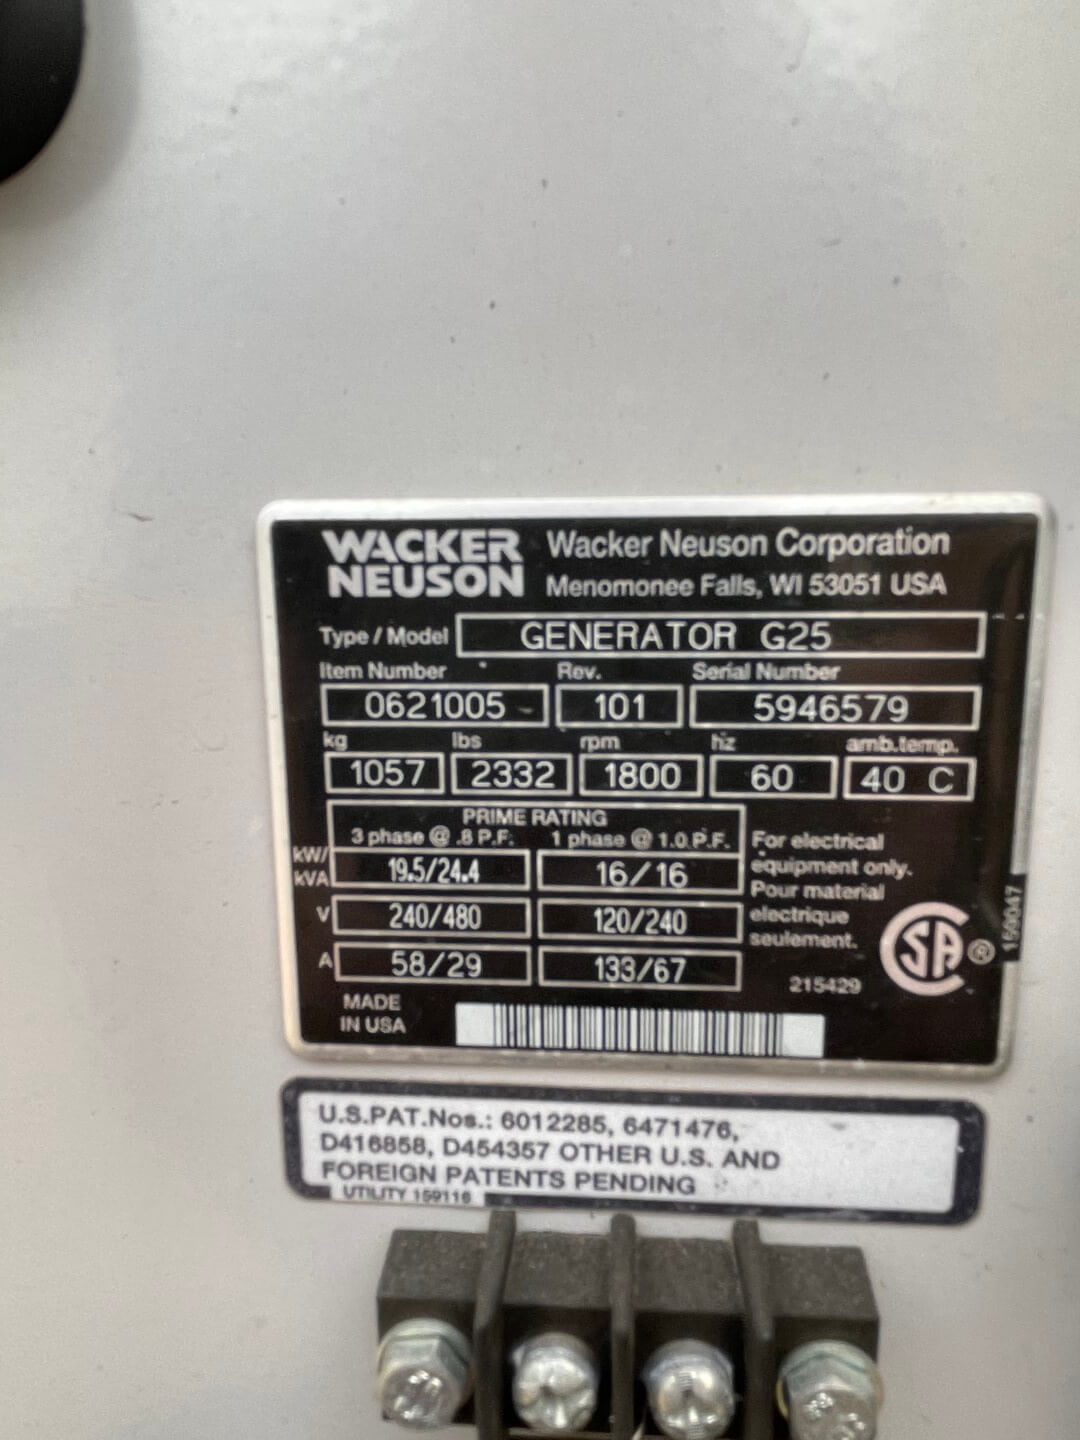 WACKER NEUSON
Wacker Neuson Corporation
Menomonee Falls, WI 53051 USA
Type / Model GENERATOR G25
Item Number Rev. Serial Number
0621005 101 5946579
kg lbs rpm hz amb.temp.
1057 2332 1800 60 40 C
PRIME RATING
3 phase @ .8 P.F. 1 phase @ 1.0 P.F.
kW/ kVA 19.5/24.4 16/16
V 240/480 120/240
A 58/29 133/67
For electrical
equipment only.
Pour material
electrique
seulement.
215429
SA ®
159047
MADE
IN USA
U.S.PAT.Nos.: 6012285, 6471476,
D416858, D454357 OTHER U.S. AND
FOREIGN PATENTS PENDING
UTILITY 159116